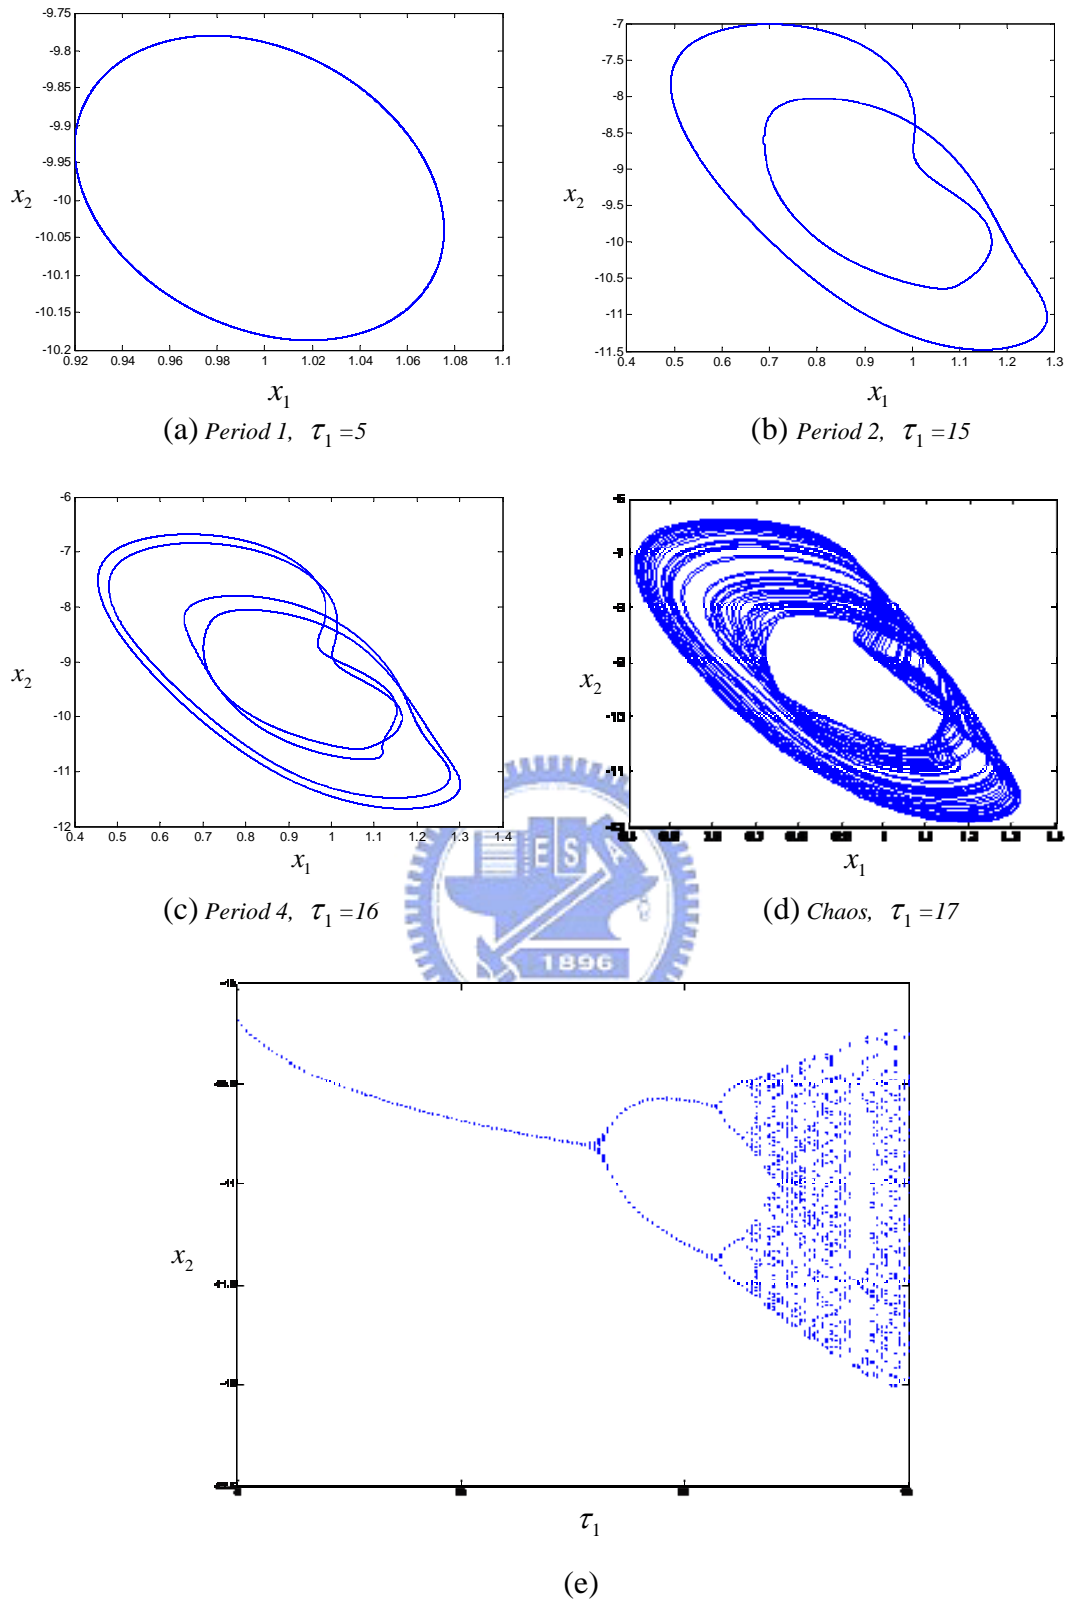 -9.75
-9.8
-9.85
-9.9
-9.95
-10
-10.05
-10.1
-10.15
-10.2
x₂
0.92 0.94 0.96 0.98 1 1.02 1.04 1.06 1.08 1.1
x₁
(a) Period 1, τ₁ =5
-7
-7.5
-8
-8.5
-9
-9.5
-10
-10.5
-11
-11.5
x₂
0.4 0.5 0.6 0.7 0.8 0.9 1 1.1 1.2 1.3
x₁
(b) Period 2, τ₁ =15
-6
-7
-8
-9
-10
-11
-12
x₂
0.4 0.5 0.6 0.7 0.8 0.9 1 1.1 1.2 1.3 1.4
x₁
(c) Period 4, τ₁ =16
x₂
-10
x₁
(d) Chaos, τ₁ =17
E S A
1896
x₂
τ₁
(e)